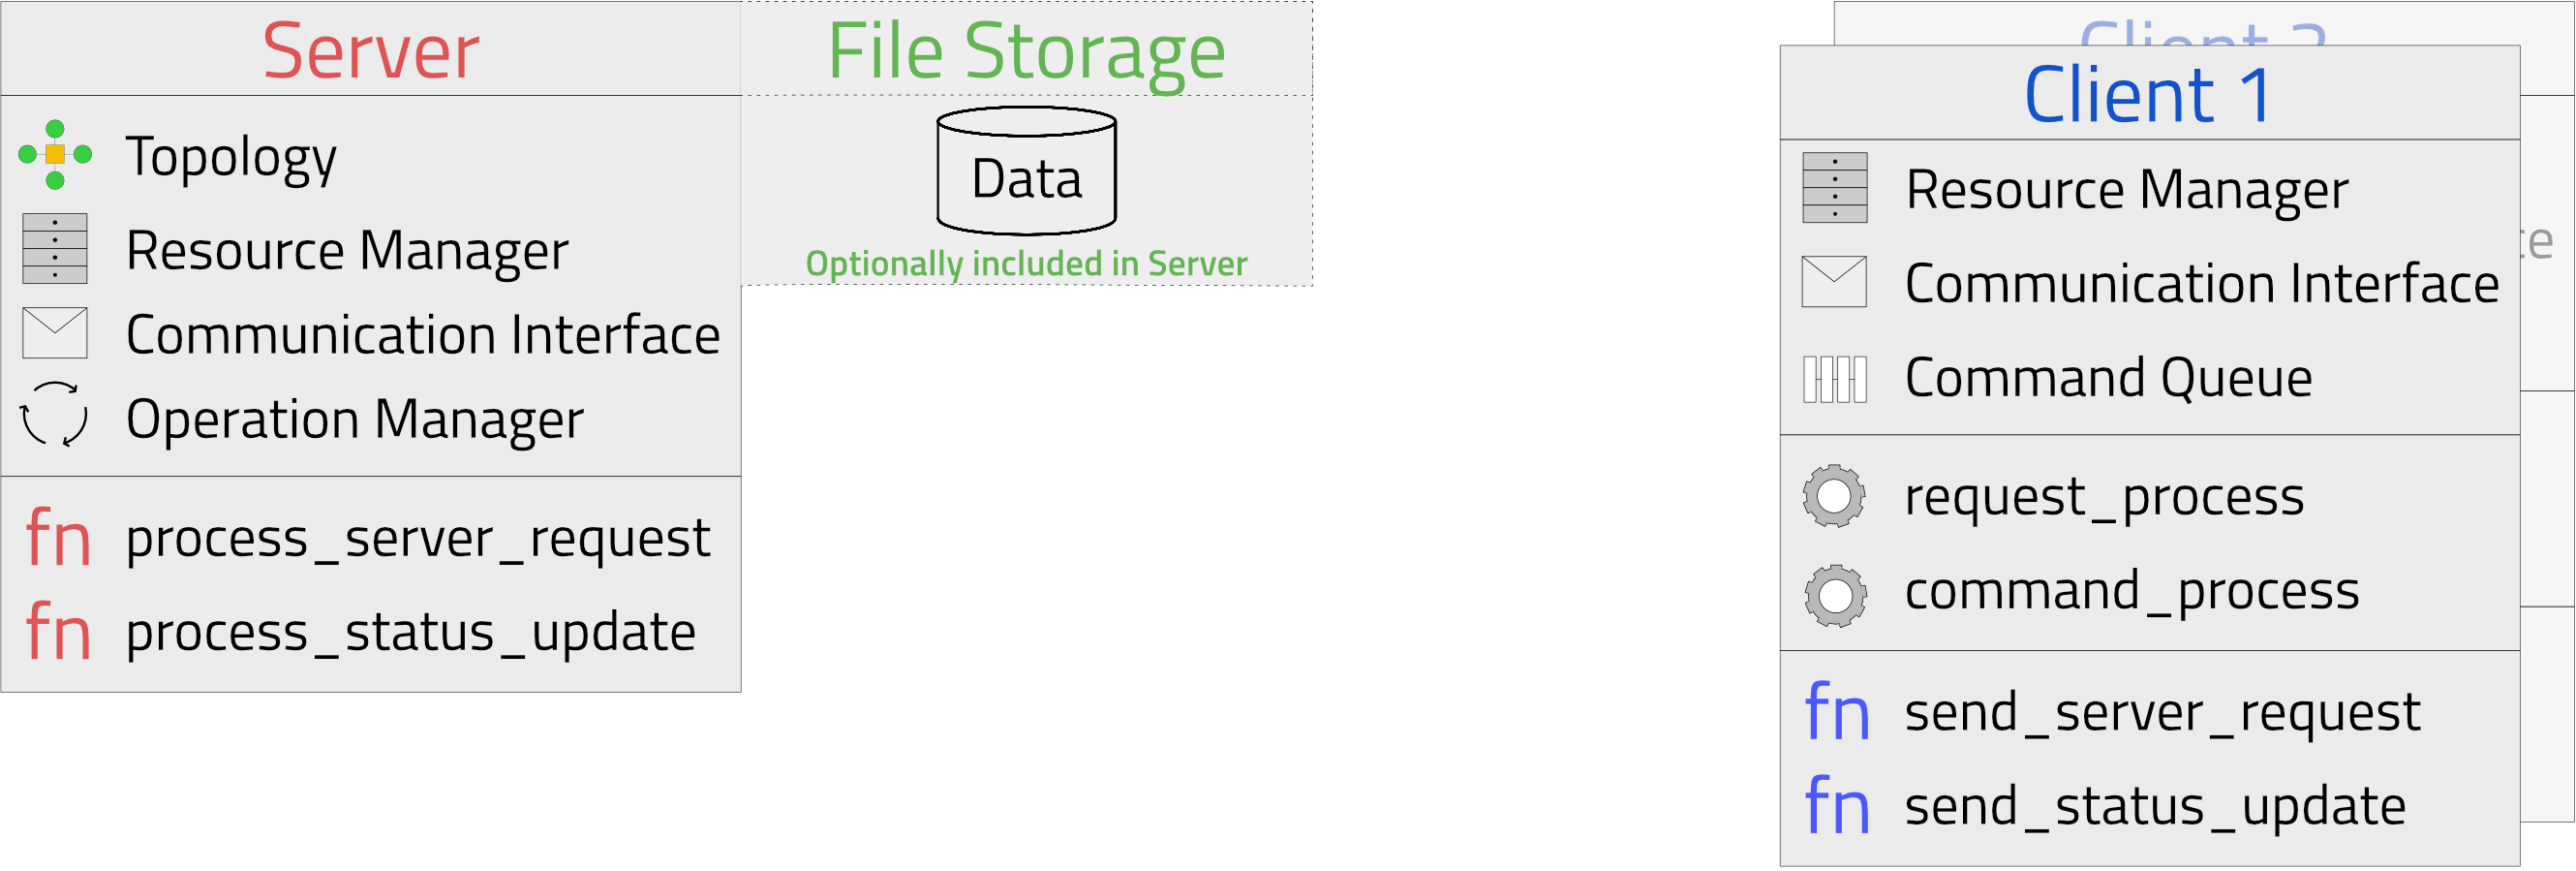 Server
Topology
Resource Manager
Communication Interface
Operation Manager
fn process_server_request
fn process_status_update
File Storage
Data
Optionally included in Server
Client 1
Resource Manager
Communication Interface
Command Queue
request_process
command_process
fn send_server_request
fn send_status_update
Client